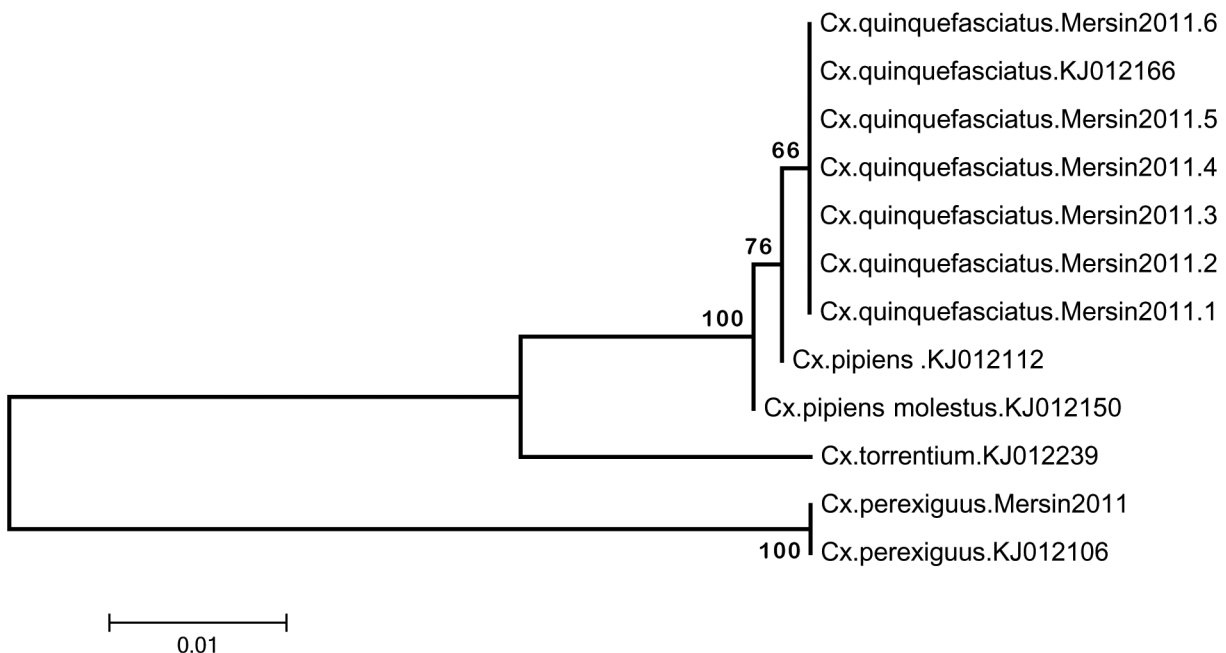 Cx.quinquefasciatus.Mersin2011.6
Cx.quinquefasciatus.KJ012166
Cx.quinquefasciatus.Mersin2011.5
66
Cx.quinquefasciatus.Mersin2011.4
Cx.quinquefasciatus.Mersin2011.3
76
Cx.quinquefasciatus.Mersin2011.2
100
Cx.quinquefasciatus.Mersin2011.1
Cx.pipiens .KJ012112
Cx.pipiens molestus.KJ012150
Cx.torrentium.KJ012239
Cx.perexiguus.Mersin2011
100
Cx.perexiguus.KJ012106
0.01